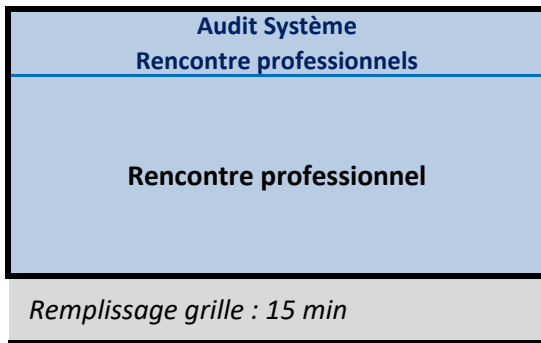 Audit Système
Rencontre professionnels
Rencontre professionnel
Remplissage grille : 15 min